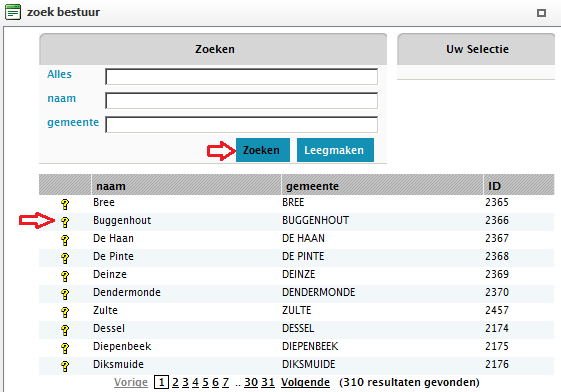 zoek bestuur
Zoeken
Uw Selectie
Alles
naam
gemeente
Zoeken Leegmaken
naam gemeente ID
Bree BREE 2365
Buggenhout BUGGENHOUT 2366
De Haan DE HAAN 2367
De Pinte DE PINTE 2368
Deinze DEINZE 2369
Dendermonde DENDERMONDE 2370
Zulte ZULTE 2457
Dessel DESSEL 2174
Diepenbeek DIEPENBEEK 2175
Diksmuide DIKSMUIDE 2176
Vorige 1 2 3 4 5 6 7 .. 30 31 Volgende (310 resultaten gevonden)